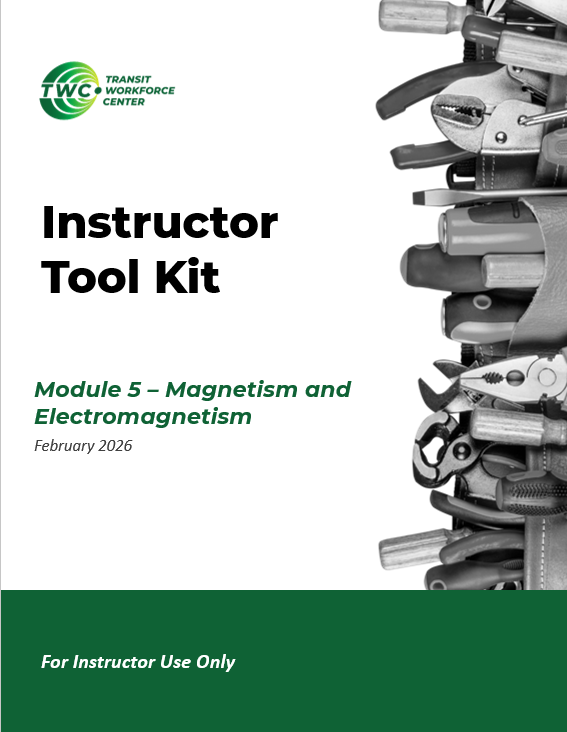 TWC
TRANSIT
WORKFORCE
CENTER
Instructor
Tool Kit
Module 5 – Magnetism and
Electromagnetism
February 2026
For Instructor Use Only